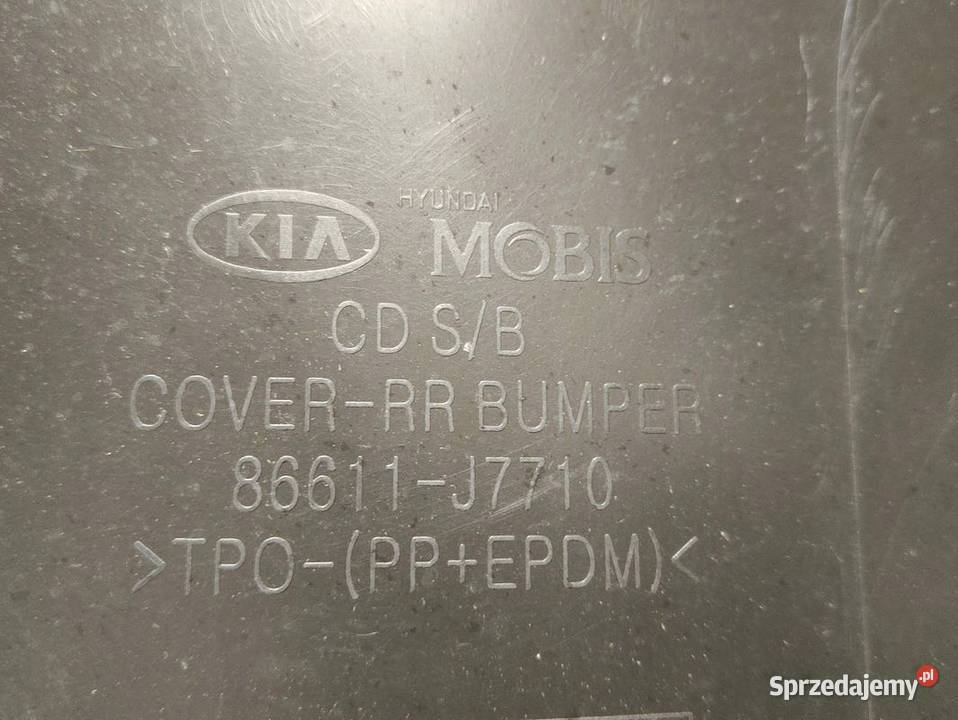 KIA HYUNDAI MOBIS
CD S/B
COVER-RR BUMPER
86611-J7710
>TPO-(PP+EPDM)<
Sprzedajemy.pl